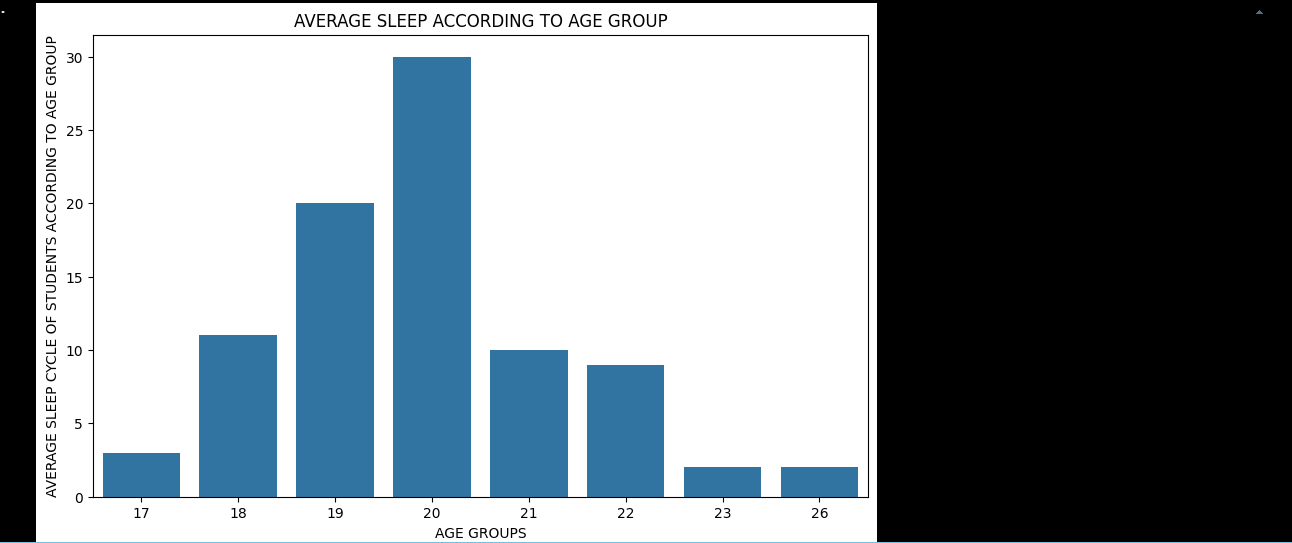 AVERAGE SLEEP ACCORDING TO AGE GROUP
AVERAGE SLEEP CYCLE OF STUDENTS ACCORDING TO AGE GROUP
30
25
20
15
10
5
0
17 18 19 20 21 22 23 26
AGE GROUPS